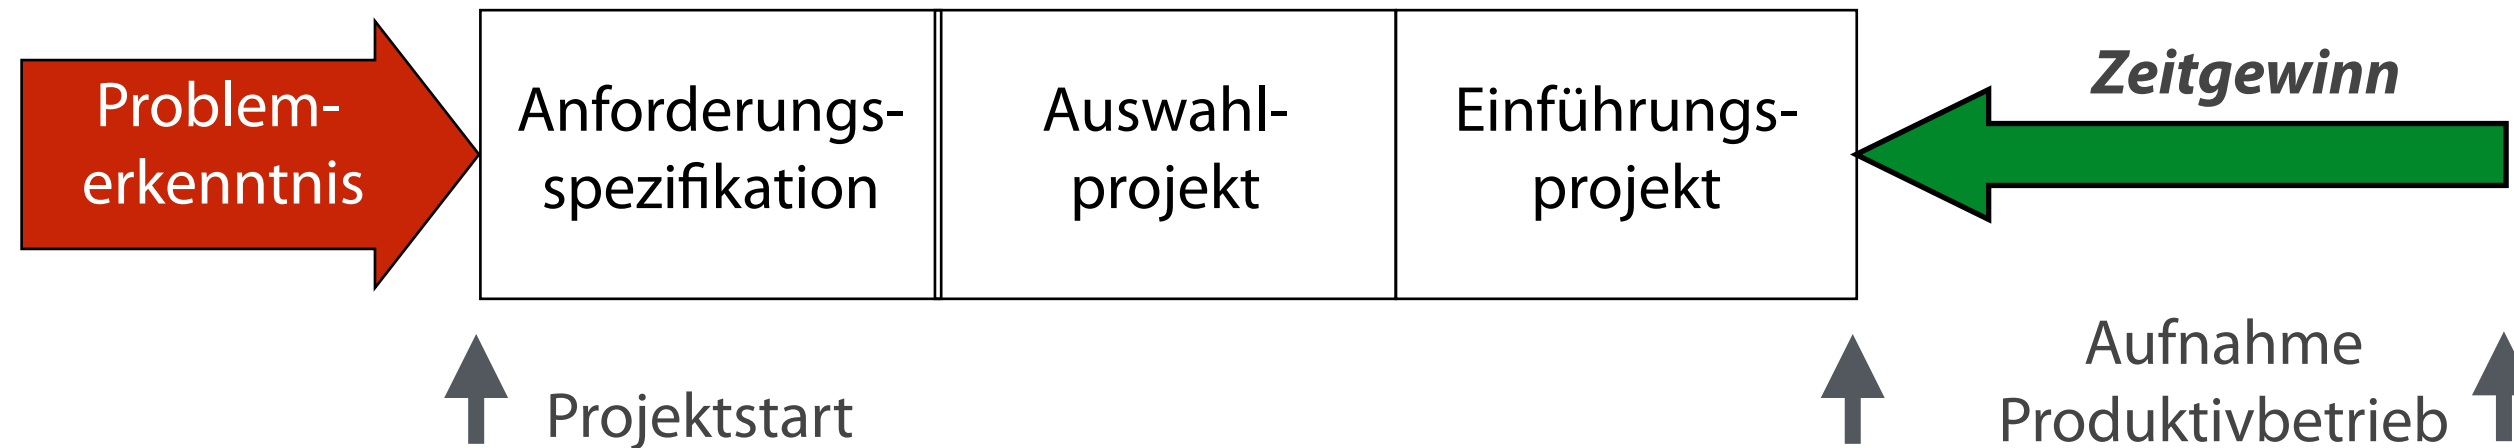 Problem-
erkenntnis
Anforderungs-
spezifikation
Auswahl-
projekt
Einführungs-
projekt
Zeitgewinn
Projektstart
Aufnahme
Produktivbetrieb